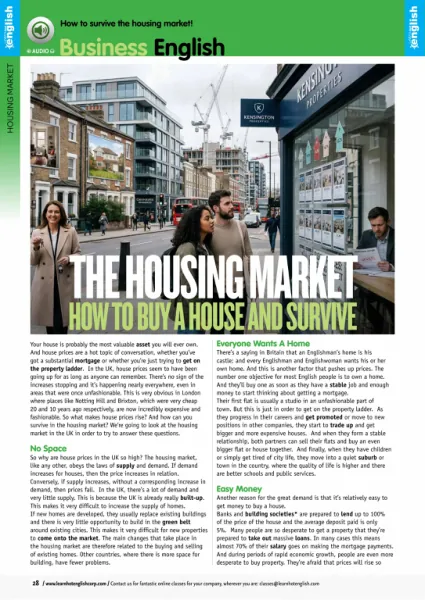 How to survive the housing market!
english
english
AUDIO
Business English
HOUSING MARKET
KENSINGTON
KENSINGTON
PROPERTIES
THE HOUSING MARKET
HOW TO BUY A HOUSE AND SURVIVE
Your house is probably the most valuable asset you will ever own.
And house prices are a hot topic of conversation, whether you've
got a substantial mortgage or whether you're just trying to get on
the property ladder. In the UK, house prices seem to have been
going up for as long as anyone can remember. There's no sign of the
increases stopping and it's happening nearly everywhere, even in
areas that were once unfashionable. This is very obvious in London
where places like Notting Hill and Brixton, which were very cheap
20 and 10 years ago respectively, are now incredibly expensive and
fashionable. So what makes house prices rise? And how can you
survive in the housing market? We're going to look at the housing
market in the UK in order to try to answer these questions.
No Space
So why are house prices in the UK so high? The housing market,
like any other, obeys the laws of supply and demand. If demand
increases for houses, then the price increases in relation.
Conversely, if supply increases, without a corresponding increase in
demand, then prices fall. In the UK, there's a lot of demand and
very little supply. This is because the UK is already really built-up.
This makes it very difficult to increase the supply of homes.
If new homes are developed, they usually replace existing buildings
and there is very little opportunity to build in the green belt
around existing cities. This makes it very difficult for new properties
to come onto the market. The main changes that take place in
the housing market are therefore related to the buying and selling
of existing homes. Other countries, where there is more space for
building, have fewer problems.
Everyone Wants A Home
There's a saying in Britain that an Englishman's home is his
castle: and every Englishman and Englishwoman wants his or her
own home. And this is another factor that pushes up prices. The
number one objective for most English people is to own a home.
And they'll buy one as soon as they have a stable job and enough
money to start thinking about getting a mortgage.
Their first flat is usually a studio in an unfashionable part of
town. But this is just in order to get on the property ladder. As
they progress in their careers and get promoted or move to new
positions in other companies, they start to trade up and get
bigger and more expensive houses. And when they form a stable
relationship, both partners can sell their flats and buy an even
bigger flat or house together. And finally, when they have children
or simply get tired of city life, they move into a quiet suburb or
town in the country, where the quality of life is higher and there
are better schools and public services.
Easy Money
Another reason for the great demand is that it's relatively easy to
get money to buy a house.
Banks and building societies* are prepared to lend up to 100%
of the price of the house and the average deposit paid is only
5%. Many people are so desperate to get a property that they're
prepared to take out massive loans. In many cases this means
almost 70% of their salary goes on making the mortgage payments.
And during periods of rapid economic growth, people are even more
desperate to buy property. They're afraid that prices will rise so
28 / www.learnhotenglishcorp.com / Contact us for fantastic online classes for your company, wherever you are: classes@learnhotenglish.com